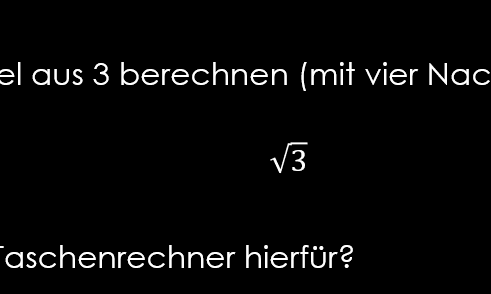 el aus 3 berechnen (mit vier Nac
√3
Taschenrechner hierfür?